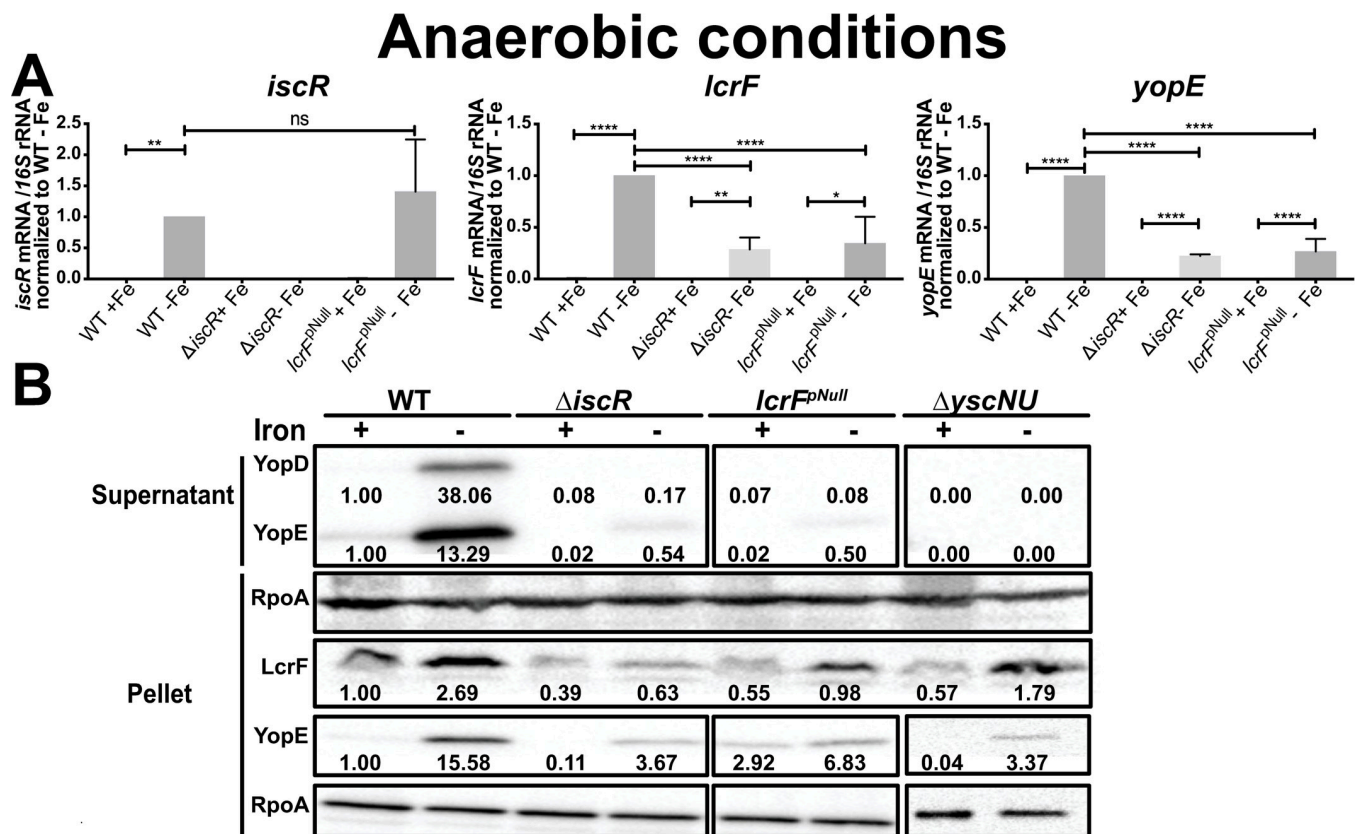 Anaerobic conditions
A
iscR
iscR mRNA /16S rRNA
normalized to WT - Fe
2.5
2.0
1.5
1.0
0.5
0.0
**
ns
WT +Fe
WT -Fe
ΔiscR+ Fe
ΔiscR- Fe
lcrFpNull + Fe
lcrFpNull - Fe
lcrF
lcrF mRNA/16S rRNA
normalized to WT - Fe
1.5
1.0
0.5
0.0
****
****
****
**
*
WT +Fe
WT -Fe
ΔiscR+ Fe
ΔiscR- Fe
lcrFpNull + Fe
lcrFpNull - Fe
yopE
yopE mRNA /16S rRNA
normalized to WT - Fe
1.5
1.0
0.5
0.0
****
****
****
****
****
WT +Fe
WT -Fe
ΔiscR+ Fe
ΔiscR- Fe
lcrFpNull + Fe
lcrFpNull - Fe
B
WT ΔiscR lcrFpNull ΔyscNU
Iron + - + - + - + -
Supernatant
YopD
1.00 38.06 0.08 0.17 0.07 0.08 0.00 0.00
YopE
1.00 13.29 0.02 0.54 0.02 0.50 0.00 0.00
Pellet
RpoA
LcrF
1.00 2.69 0.39 0.63 0.55 0.98 0.57 1.79
YopE
1.00 15.58 0.11 3.67 2.92 6.83 0.04 3.37
RpoA